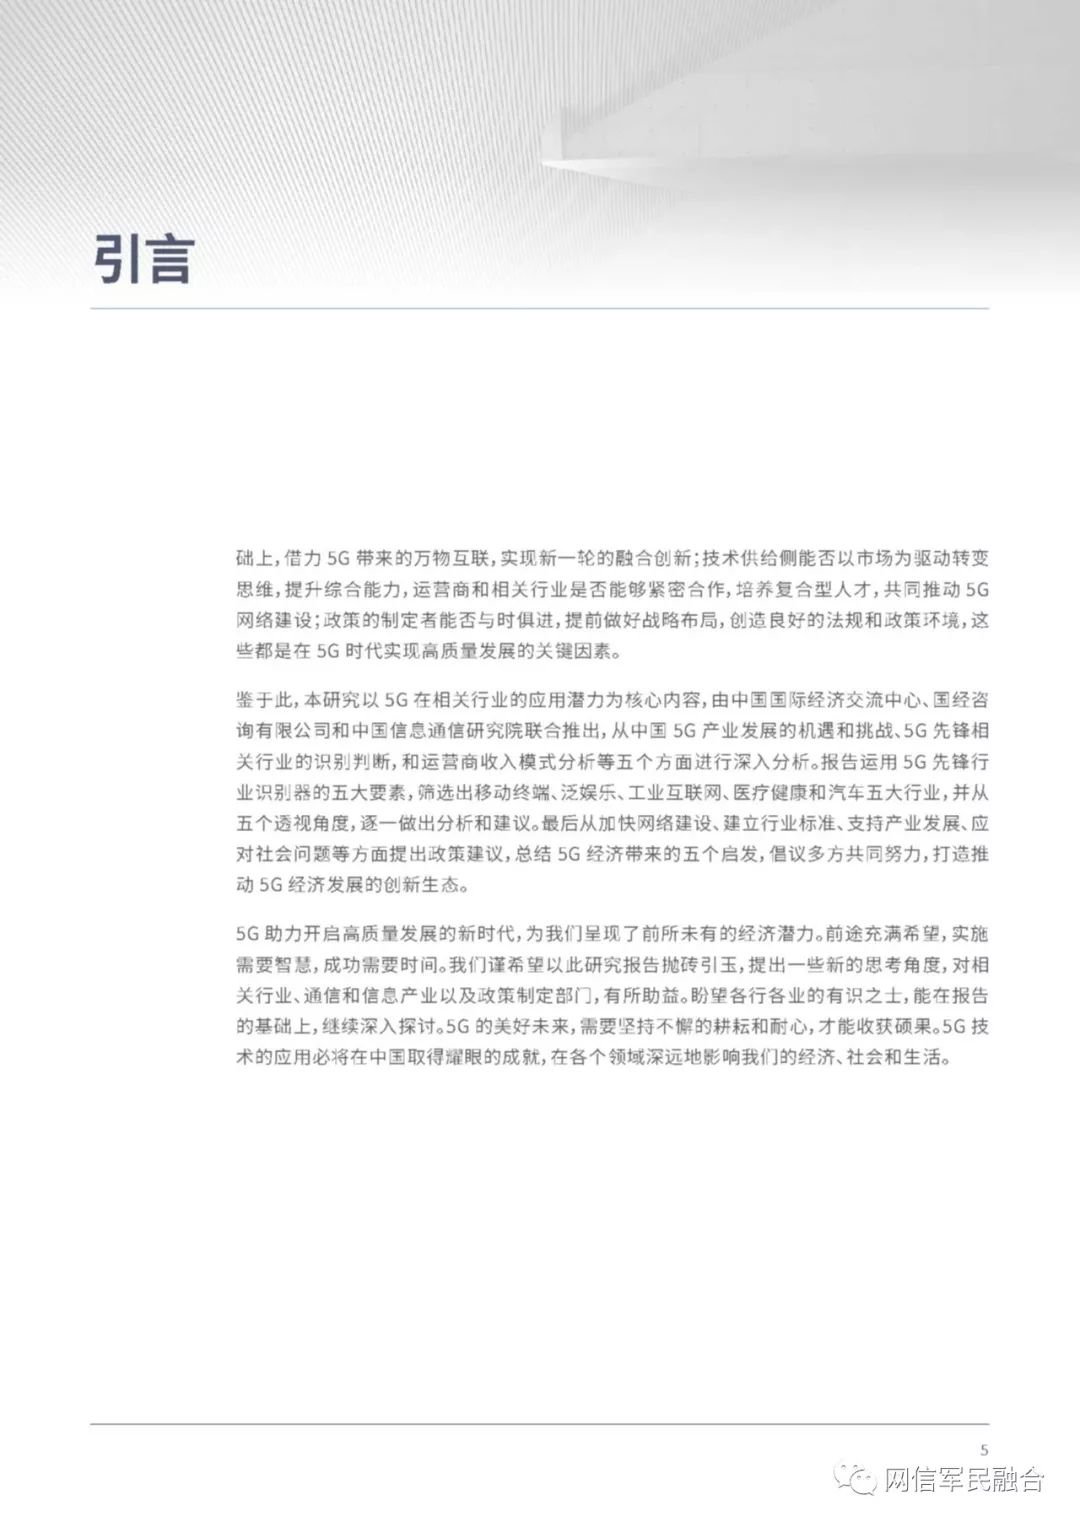 引言
础上，借力 5G 带来的万物互联，实现新一轮的融合创新；技术供给侧能否以市场为驱动转变
思维，提升综合能力，运营商和相关行业是否能够紧密合作，培养复合型人才，共同推动 5G
网络建设；政策的制定者能否与时俱进，提前做好战略布局，创造良好的法规和政策环境，这
些都是在 5G 时代实现高质量发展的关键因素。
鉴于此，本研究以 5G 在相关行业的应用潜力为核心内容，由中国国际经济交流中心、国经咨
询有限公司和中国信息通信研究院联合推出，从中国 5G 产业发展的机遇和挑战、5G 先锋相
关行业的识别判断，和运营商收入模式分析等五个方面进行深入分析。报告运用 5G 先锋行
业识别器的五大要素，筛选出移动终端、泛娱乐、工业互联网、医疗健康和汽车五大行业，并从
五个透视角度，逐一做出分析和建议。最后从加快网络建设、建立行业标准、支持产业发展、应
对社会问题等方面提出政策建议，总结 5G 经济带来的五个启发，倡议多方共同努力，打造推
动 5G 经济发展的创新生态。
5G 助力开启高质量发展的新时代，为我们呈现了前所未有的经济潜力。前途充满希望，实施
需要智慧，成功需要时间。我们谨希望以此研究报告抛砖引玉，提出一些新的思考角度，对相
关行业、通信和信息产业以及政策制定部门，有所助益。盼望各行各业的有识之士，能在报告
的基础上，继续深入探讨。5G 的美好未来，需要坚持不懈的耕耘和耐心，才能收获硕果。5G 技
术的应用必将在中国取得耀眼的成就，在各个领域深远地影响我们的经济、社会和生活。
5
网信军民融合